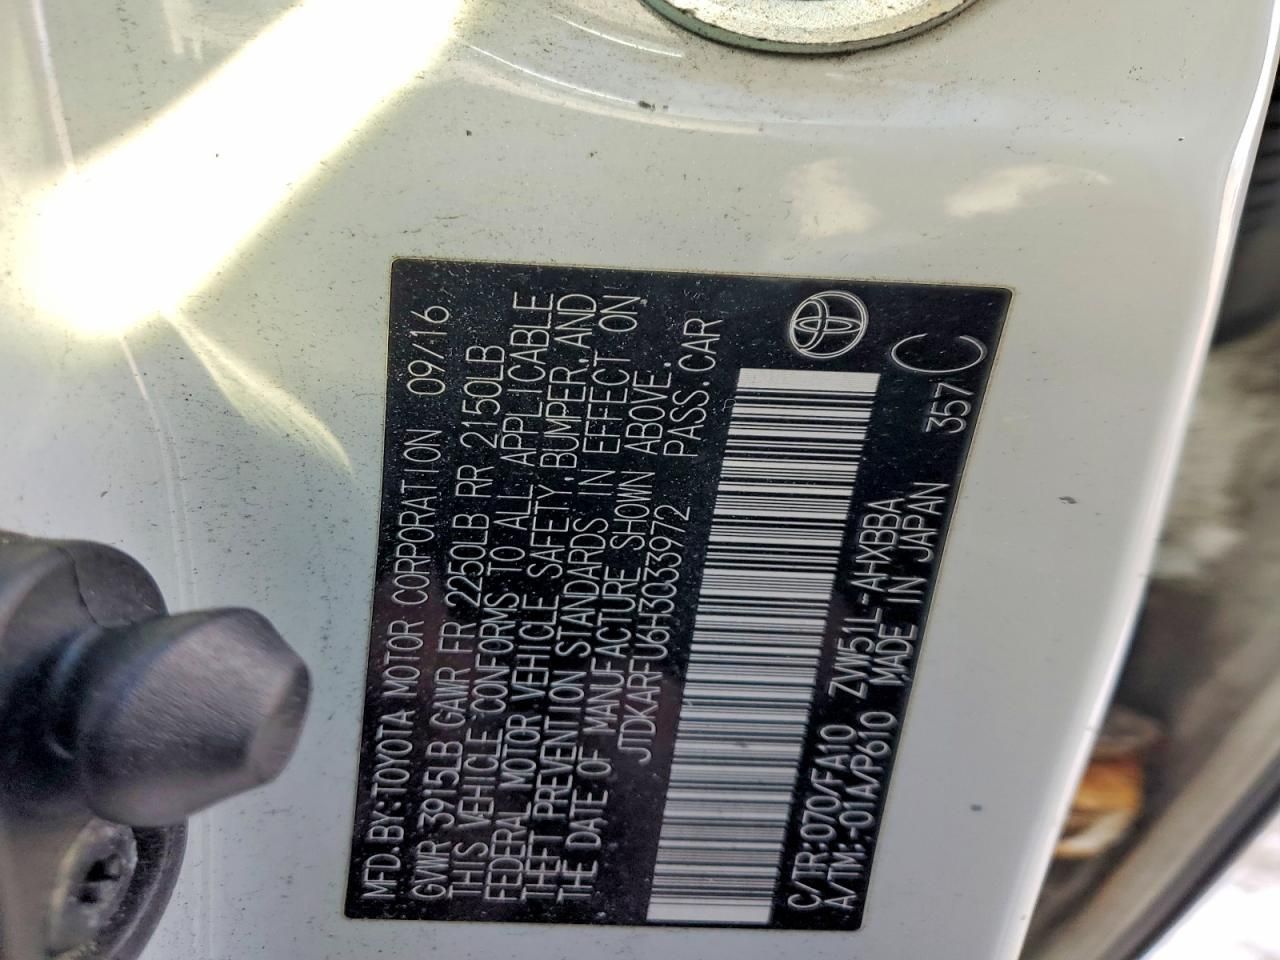 MFD.BY:TOYOTA MOTOR CORPORATION 09/16
GVWR 3915LB GAWR FR 2250LB RR 2150LB
THIS VEHICLE CONFORMS TO ALL APPLICABLE
FEDERAL MOTOR VEHICLE SAFETY,BUMPER,AND
THEFT PREVENTION STANDARDS IN EFFECT ON
THE DATE OF MANUFACTURE SHOWN ABOVE.
JTDKARFU6H3033972 PASS.CAR
C/TR:070/FA10 ZVW51L-AHXBBA 357 C
A/TM:-01A/P610 MADE IN JAPAN